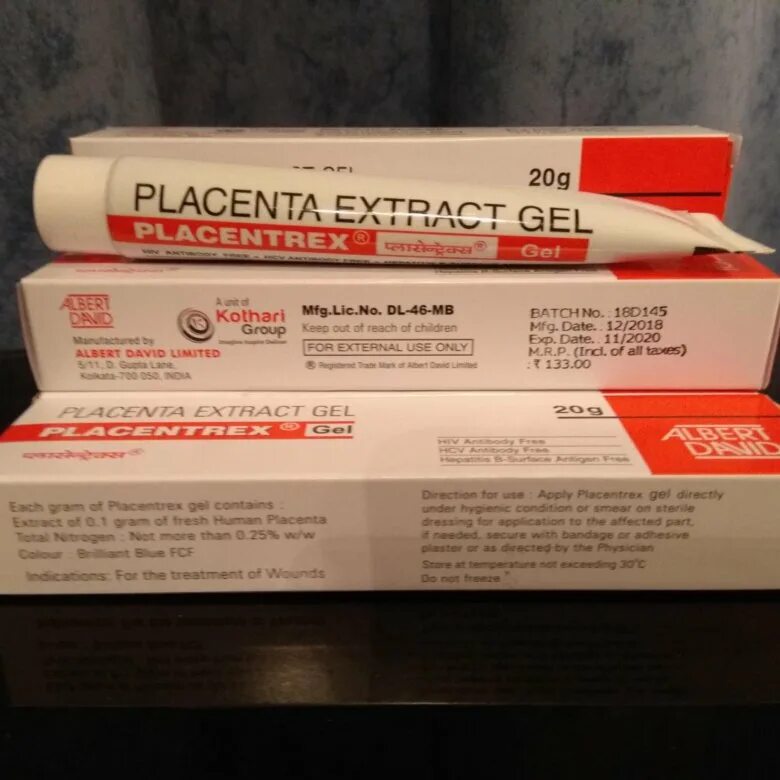 20g
PLACENTA EXTRACT GEL
PLACENTREX® प्लासेन्ट्रेक्स® Gel
HIV ANTIBODY FREE • HCV ANTIBODY FREE •
ALBERT
DAVID
Manufactured by
ALBERT DAVID LIMITED
5/11, D. Gupta Lane,
Kolkata-700 050, INDIA
A unit of
Kothari
Group
Mfg.Lic.No. DL-46-MB
Keep out of reach of children
FOR EXTERNAL USE ONLY
® Registered Trade Mark of Albert David Limited
BATCH No. : 18D145
Mfg. Date. : 12/2018
Exp. Date. : 11/2020
M.R.P. (Incl. of all taxes)
: ₹ 133.00
PLACENTA EXTRACT GEL
PLACENTREX® Gel
प्लासेन्ट्रेक्स®
20g
HIV Antibody Free
HCV Antibody Free
Hepatitis B-Surface Antigen Free
ALBERT
DAVID
Each gram of Placentrex gel contains :
Extract of 0.1 gram of fresh Human Placenta
Total Nitrogen : Not more than 0.25% w/w
Colour : Brilliant Blue FCF
Indications: For the treatment of Wounds
Direction for use : Apply Placentrex gel directly
under hygienic condition or smear on sterile
dressing for application to the affected part,
if needed, secure with bandage or adhesive
plaster or as directed by the Physician
Store at temperature not exceeding 30°C
Do not freeze